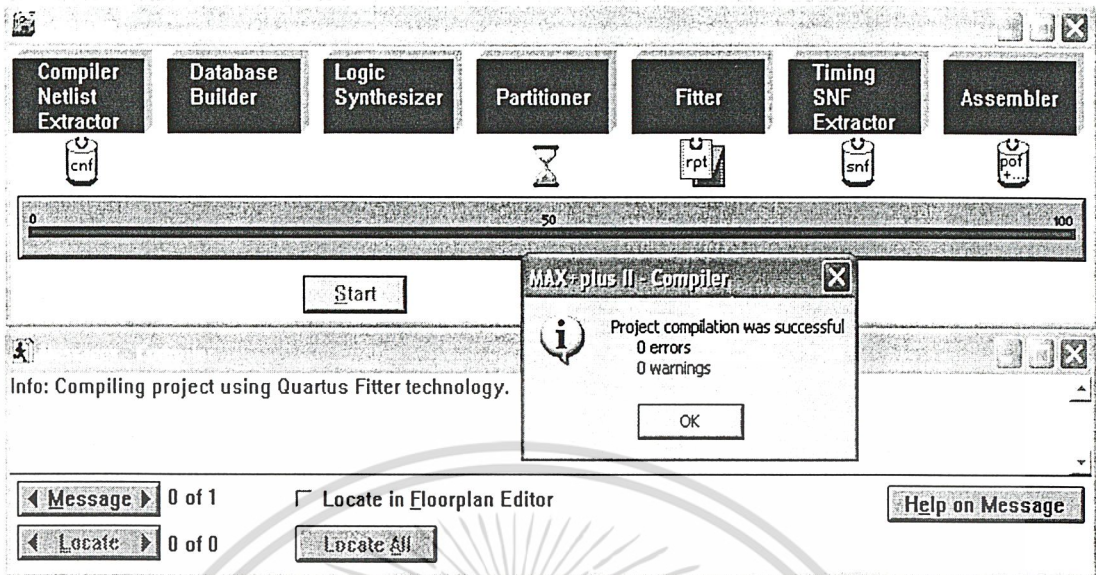 Compiler
Netlist
Extractor
Database
Builder
Logic
Synthesizer
Partitioner
Fitter
Timing
SNF
Extractor
Assembler
cnf
rpt
snf
pof
+...
0
50
100
Start
MAX+plus II - Compiler
Project compilation was successful
0 errors
0 warnings
OK
Info: Compiling project using Quartus Fitter technology.
Message
0 of 1
Locate in Floorplan Editor
Help on Message
Locate
0 of 0
Locate All